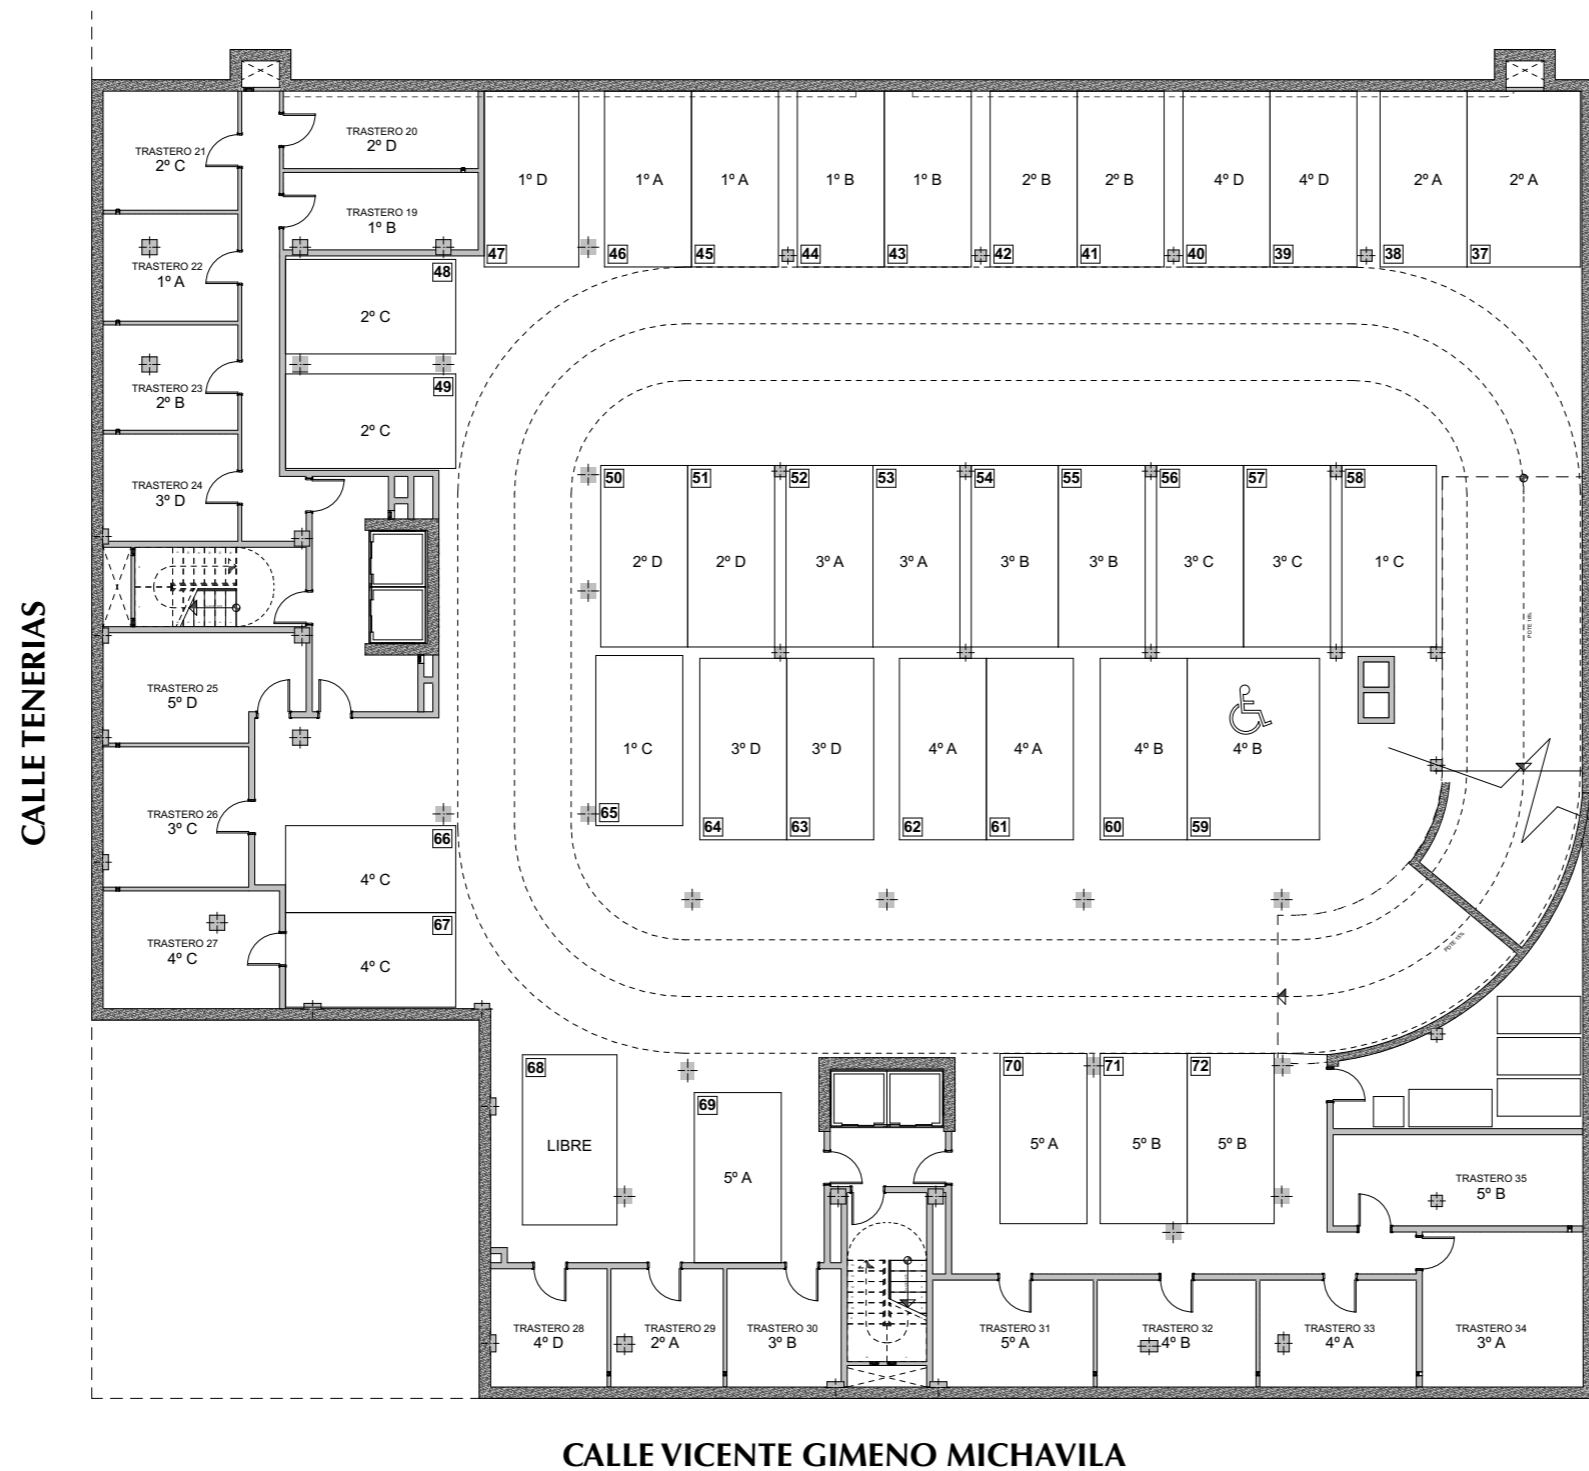 TRASTERO 21
2º C
TRASTERO 20
2º D
TRASTERO 19
1º B
TRASTERO 22
1º A
TRASTERO 23
2º B
TRASTERO 24
3º D
1º D
1º A
1º A
1º B
1º B
2º B
2º B
4º D
4º D
2º A
2º A
47
46
45
44
43
42
41
40
39
38
37
48
2º C
49
2º C
50
51
52
53
54
55
56
57
58
2º D
2º D
3º A
3º A
3º B
3º B
3º C
3º C
1º C
PDTE 16%
CALLE TENERIAS
TRASTERO 25
5º D
TRASTERO 26
3º C
TRASTERO 27
4º C
1º C
3º D
3º D
4º A
4º A
4º B
4º B
65
64
63
62
61
60
59
66
4º C
67
4º C
68
LIBRE
69
5º A
70
71
72
5º A
5º B
5º B
TRASTERO 35
5º B
TRASTERO 28
4º D
TRASTERO 29
2º A
TRASTERO 30
3º B
TRASTERO 31
5º A
TRASTERO 32
4º B
TRASTERO 33
4º A
TRASTERO 34
3º A
CALLE VICENTE GIMENO MICHAVILA